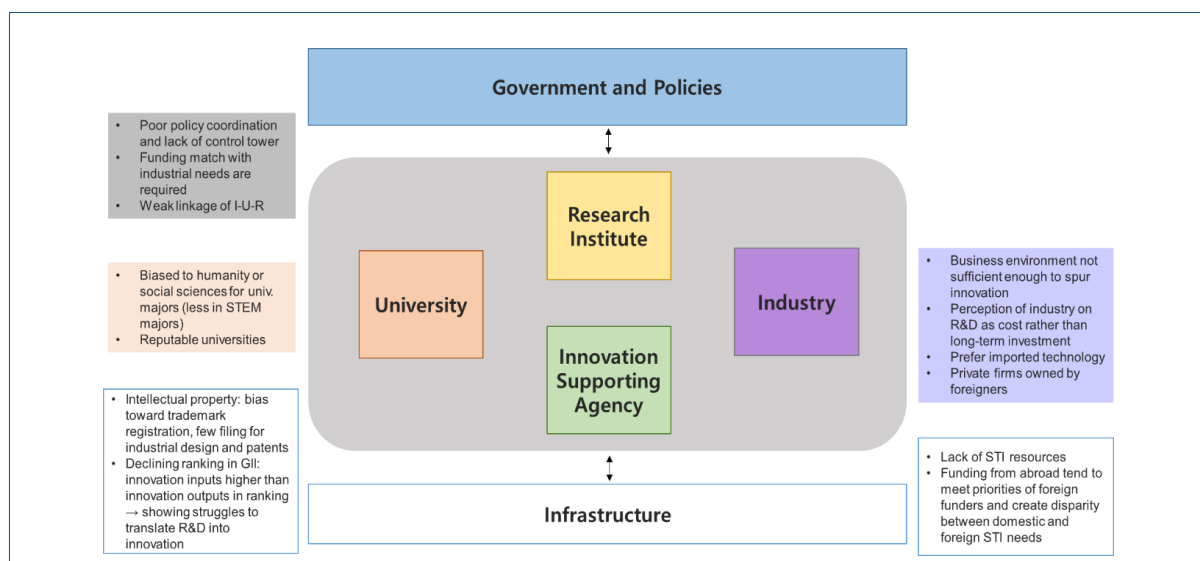 Government and Policies
• Poor policy coordination
and lack of control tower
• Funding match with
industrial needs are
required
• Weak linkage of I-U-R
Research
Institute
University
Industry
Innovation
Supporting
Agency
• Biased to humanity or
social sciences for univ.
majors (less in STEM
majors)
• Reputable universities
• Business environment not
sufficient enough to spur
innovation
• Perception of industry on
R&D as cost rather than
long-term investment
• Prefer imported technology
• Private firms owned by
foreigners
• Intellectual property: bias
toward trademark
registration, few filing for
industrial design and patents
• Declining ranking in GII:
innovation inputs higher than
innovation outputs in ranking
→ showing struggles to
translate R&D into
innovation
Infrastructure
• Lack of STI resources
• Funding from abroad tend to
meet priorities of foreign
funders and create disparity
between domestic and
foreign STI needs